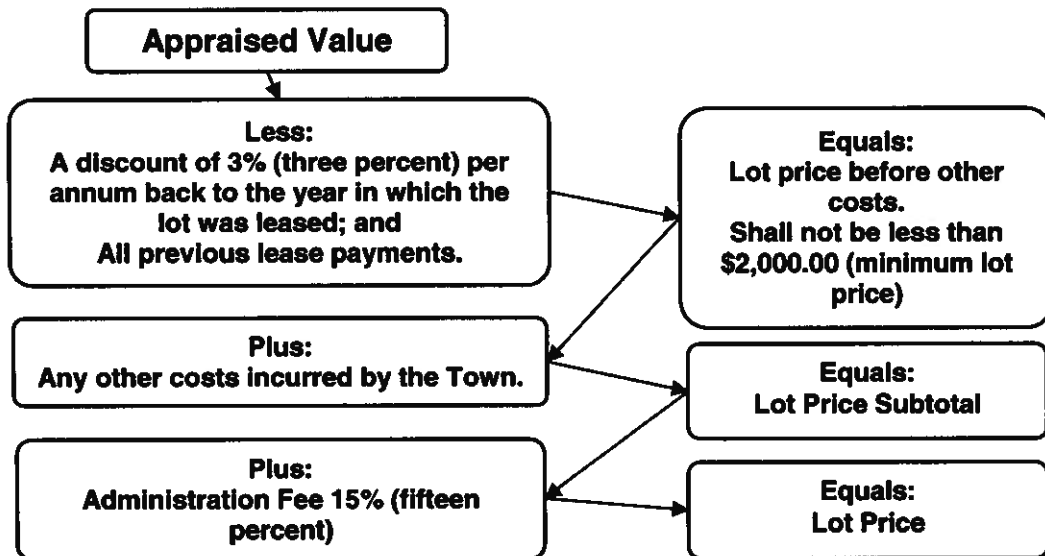 Appraised Value
Less:
A discount of 3% (three percent) per
annum back to the year in which the
lot was leased; and
All previous lease payments.
Equals:
Lot price before other
costs.
Shall not be less than
$2,000.00 (minimum lot
price)
Plus:
Any other costs incurred by the Town.
Equals:
Lot Price Subtotal
Plus:
Administration Fee 15% (fifteen
percent)
Equals:
Lot Price